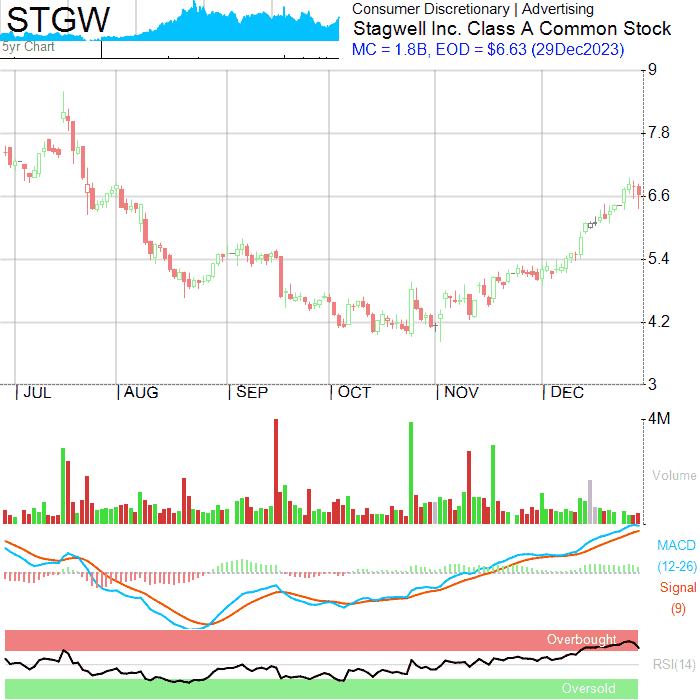 STGW
5yr Chart
Consumer Discretionary | Advertising
Stagwell Inc. Class A Common Stock
MC = 1.8B, EOD = $6.63 (29Dec2023)
9
7.8
6.6
5.4
4.2
3
JUL AUG SEP OCT NOV DEC
4M
Volume
MACD
(12-26)
Signal
(9)
Overbought
RSI(14)
Oversold